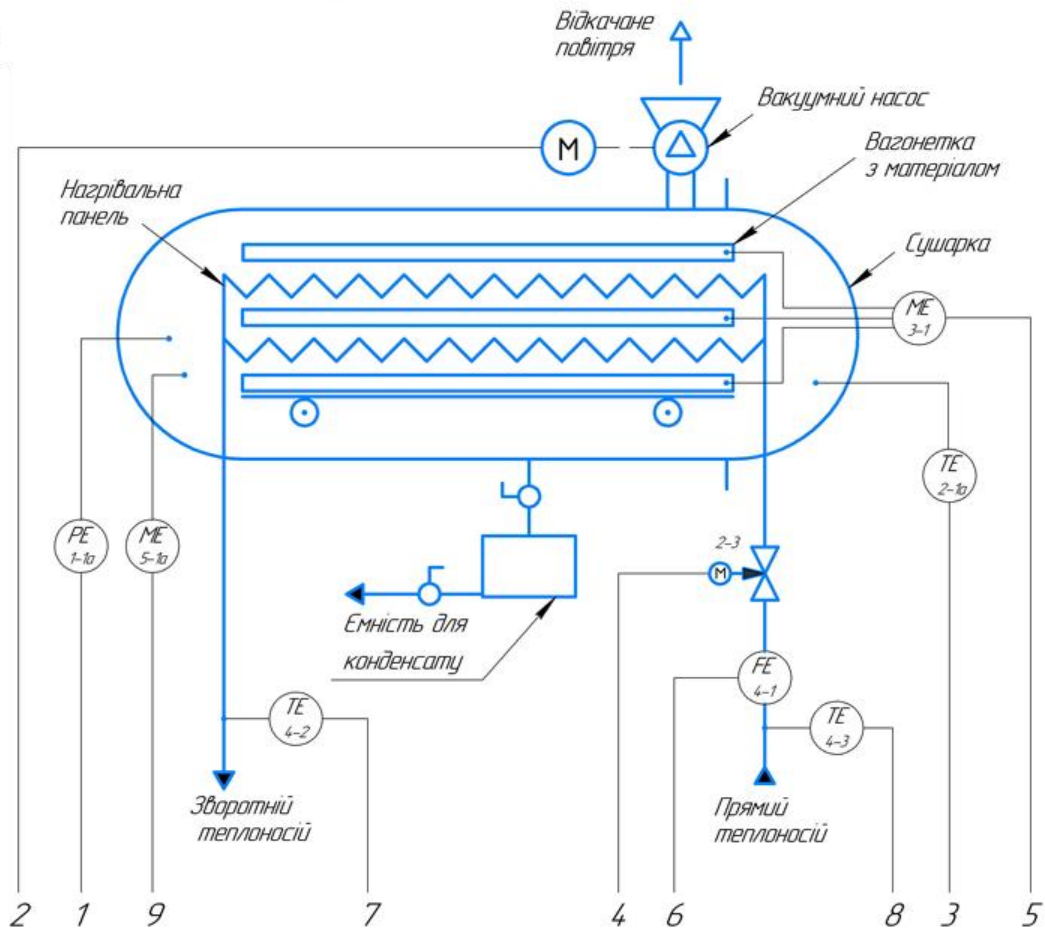 Відкачане
повітря
Вакуумний насос
M
Вагонетка
з матеріалом
Нагрівальна
панель
Сушарка
ME
3-1
TE
2-1а
PE
1-1а
ME
5-1а
2-3
M
Ємність для
конденсату
FE
4-1
TE
4-2
TE
4-3
Зворотній
теплоносій
Прямий
теплоносій
2 1 9 7 4 6 8 3 5